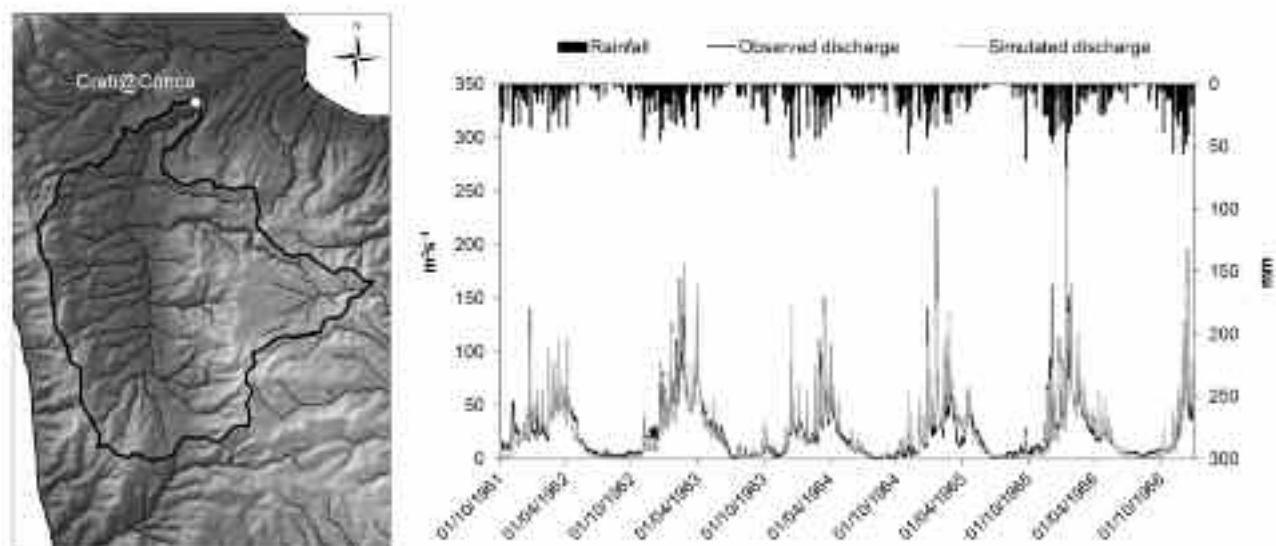 N
Crati@Conca
Rainfall Observed discharge Simulated discharge
350 0
300 50
250 100
200 150
150 200
100 250
50
0 300
m³s⁻¹
mm
01/10/1961 01/04/1962 01/10/1962 01/04/1963 01/10/1963 01/04/1964 01/10/1964 01/04/1965 01/10/1965 01/04/1966 01/10/1966